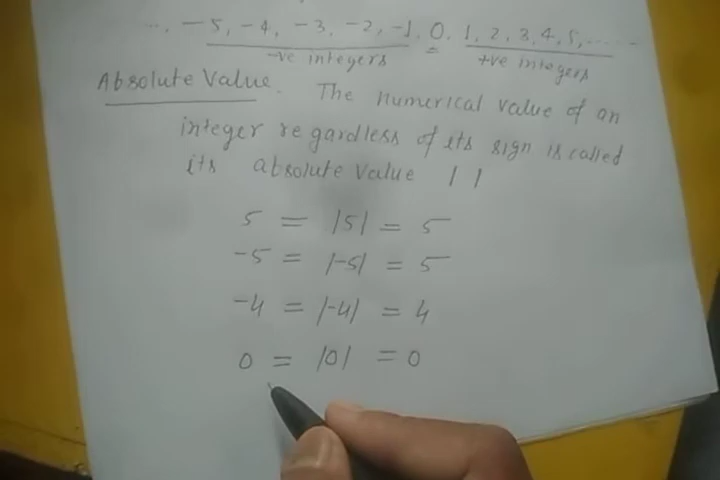 ..., -5, -4, -3, -2, -1, 0, 1, 2, 3, 4, 5, ......
-ve integers = +ve integers
Absolute Value. The numerical value of an
integer regardless of its sign is called
its absolute value | |
5 = |5| = 5
-5 = |-5| = 5
-4 = |-4| = 4
0 = |0| = 0